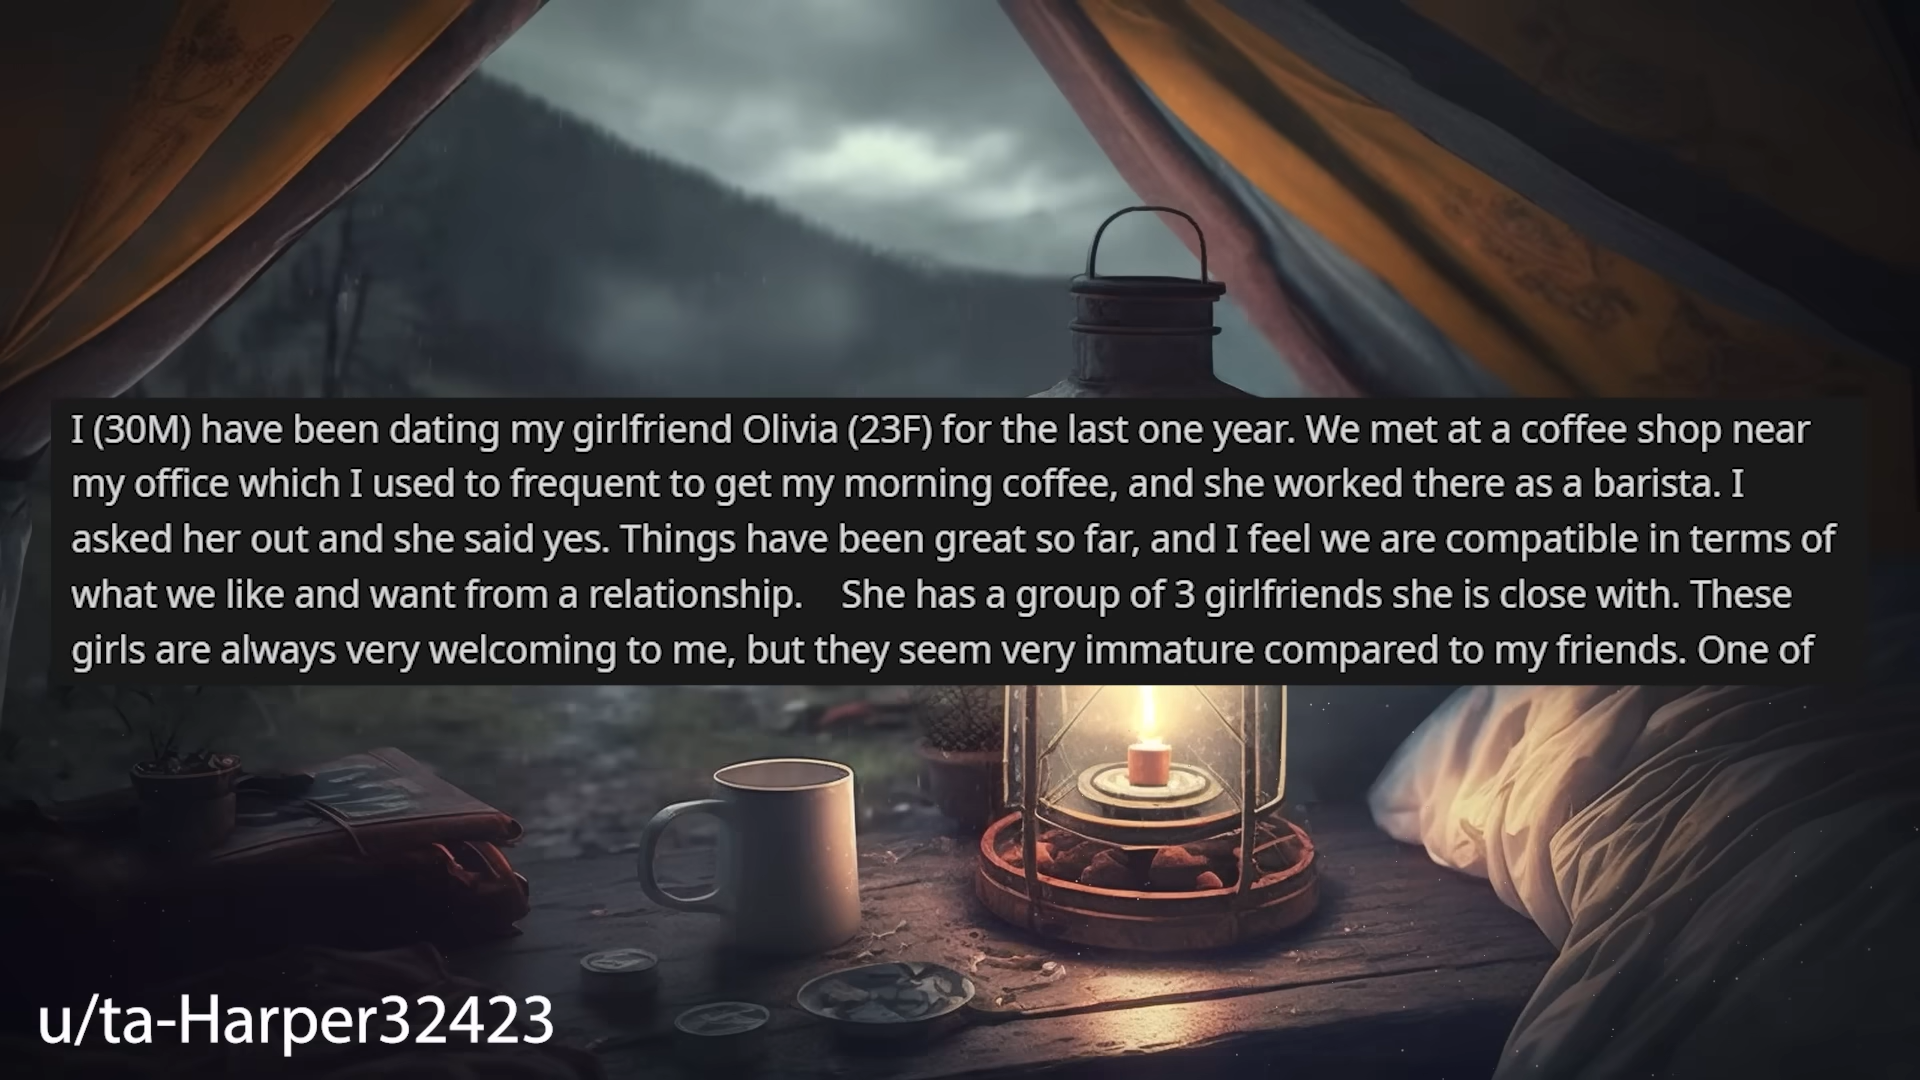 I (30M) have been dating my girlfriend Olivia (23F) for the last one year. We met at a coffee shop near
my office which I used to frequent to get my morning coffee, and she worked there as a barista. I
asked her out and she said yes. Things have been great so far, and I feel we are compatible in terms of
what we like and want from a relationship. She has a group of 3 girlfriends she is close with. These
girls are always very welcoming to me, but they seem very immature compared to my friends. One of
u/ta-Harper32423